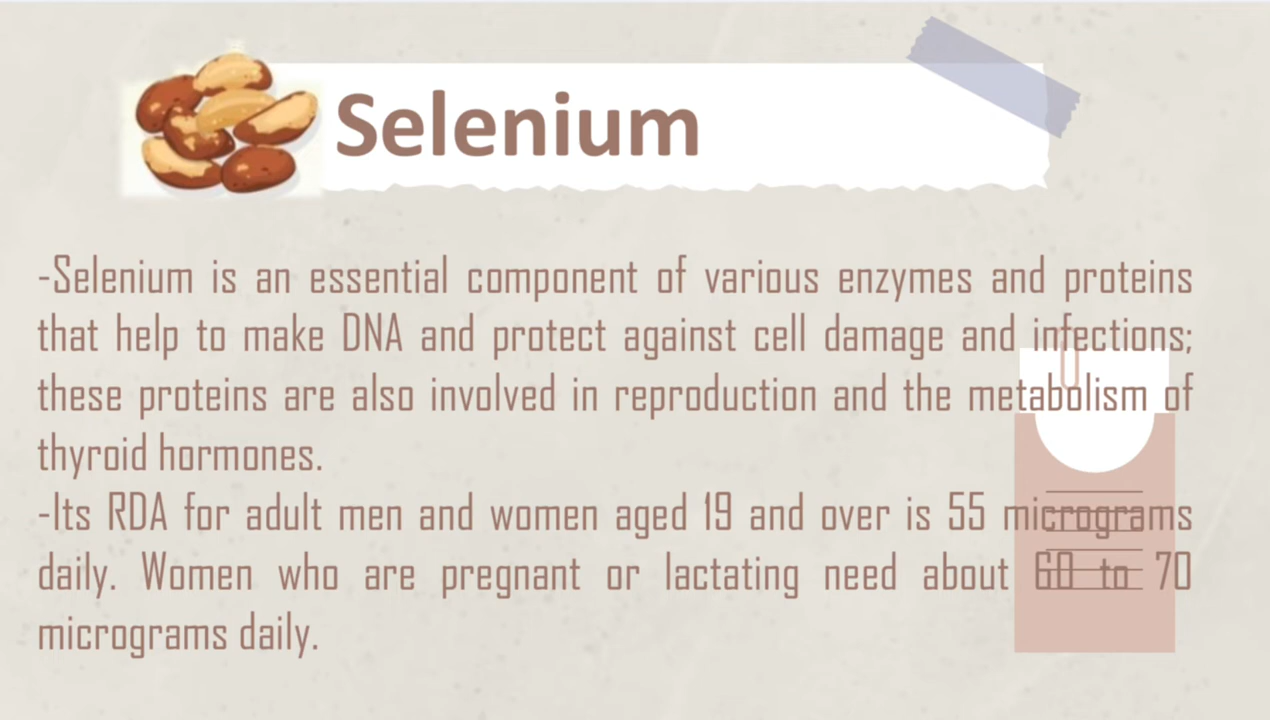 Selenium
-Selenium is an essential component of various enzymes and proteins
that help to make DNA and protect against cell damage and infections;
these proteins are also involved in reproduction and the metabolism of
thyroid hormones.
-Its RDA for adult men and women aged 19 and over is 55 micrograms
daily. Women who are pregnant or lactating need about 60 to 70
micrograms daily.